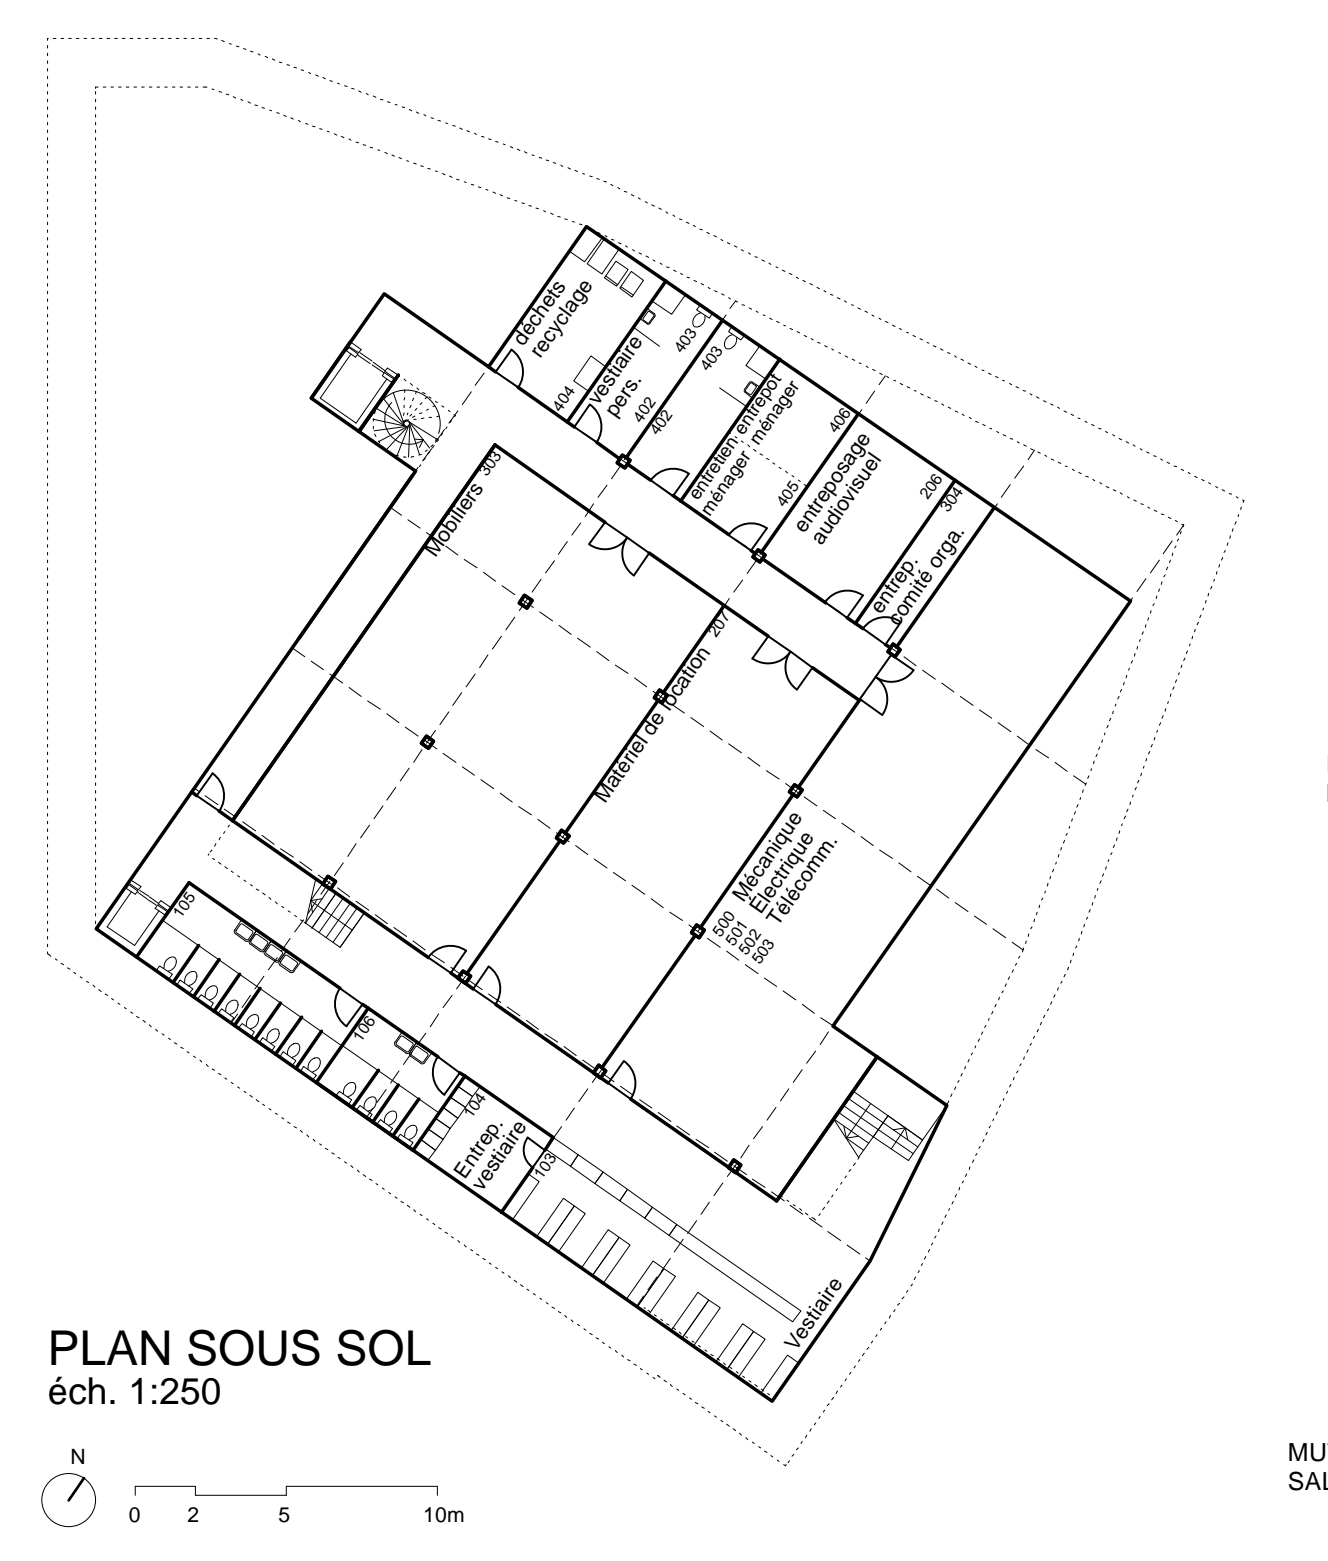 déchets
recyclage
404
vestiaire
pers.
402
403
402
403
entretien
ménager
entrepot
ménager
405
406
entreposage
audiovisuel
206
304
entrep.
comité orga.
303
Mobiliers
207
Matériel de location
Mécanique
Électrique
Télécomm.
500
501
502
503
105
106
104
Entrep.
vestiaire
103
Vestiaire
PLAN SOUS SOL
éch. 1:250
N
0 2 5 10m
MU
SAL